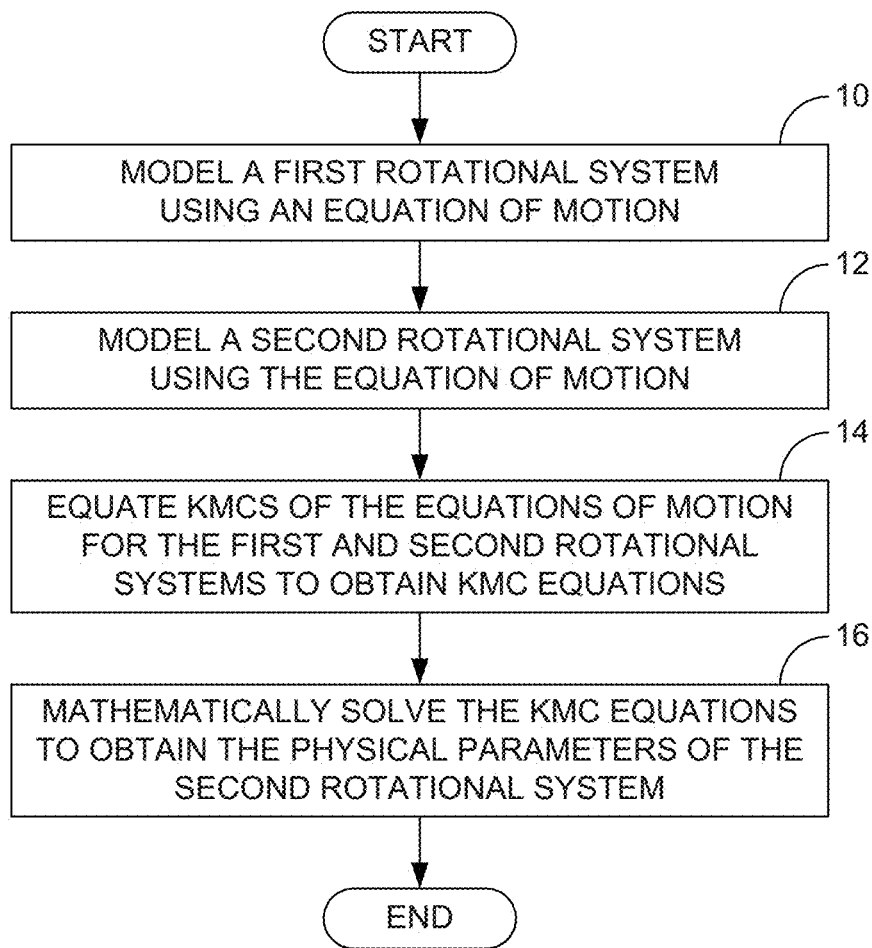 START
10
MODEL A FIRST ROTATIONAL SYSTEM
USING AN EQUATION OF MOTION
12
MODEL A SECOND ROTATIONAL SYSTEM
USING THE EQUATION OF MOTION
14
EQUATE KMCS OF THE EQUATIONS OF MOTION
FOR THE FIRST AND SECOND ROTATIONAL
SYSTEMS TO OBTAIN KMC EQUATIONS
16
MATHEMATICALLY SOLVE THE KMC EQUATIONS
TO OBTAIN THE PHYSICAL PARAMETERS OF THE
SECOND ROTATIONAL SYSTEM
END